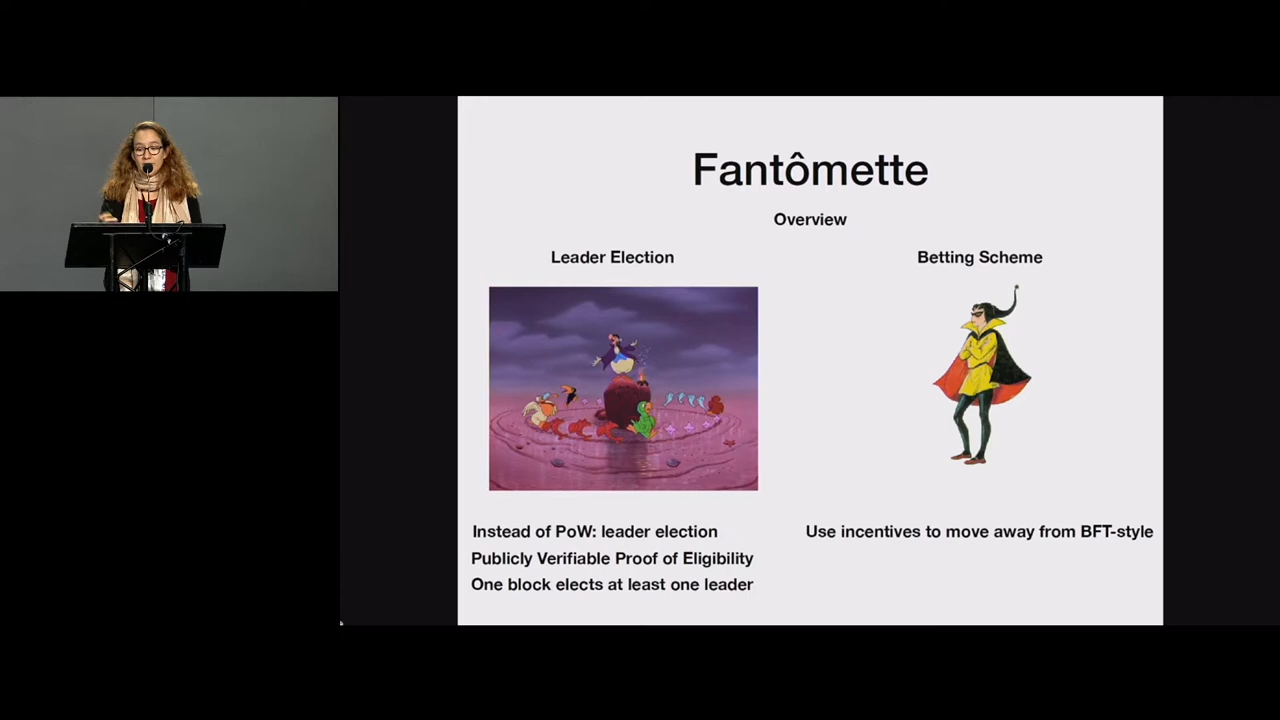 Fantômette
Overview
Leader Election
Betting Scheme
Instead of PoW: leader election
Publicly Verifiable Proof of Eligibility
One block elects at least one leader
Use incentives to move away from BFT-style